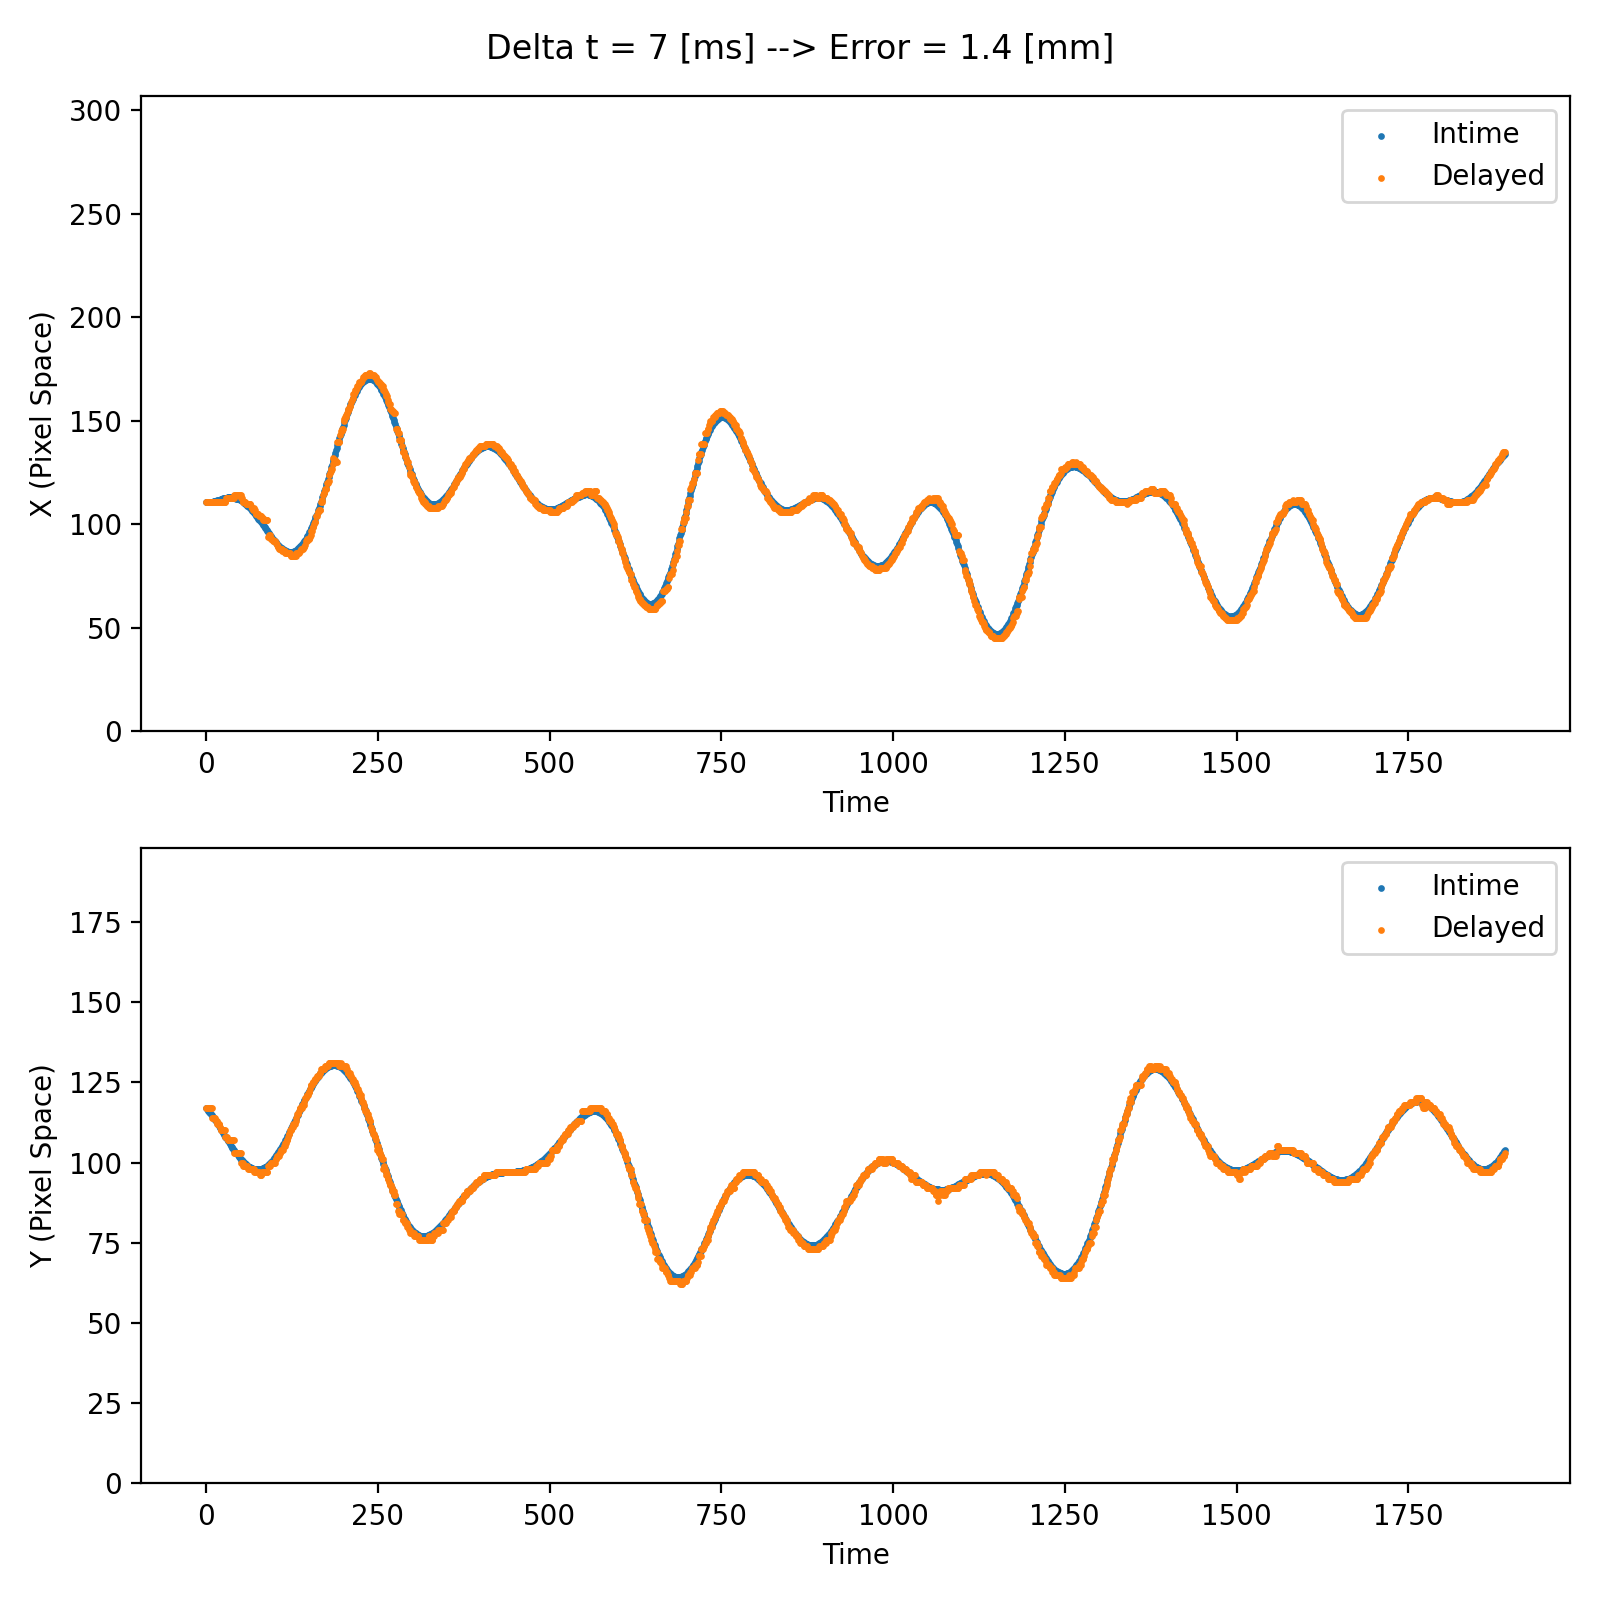 Delta t = 7 [ms] --> Error = 1.4 [mm]
300
250
200
150
100
50
0
X (Pixel Space)
Intime
Delayed
0 250 500 750 1000 1250 1500 1750
Time
175
150
125
100
75
50
25
0
Y (Pixel Space)
Intime
Delayed
0 250 500 750 1000 1250 1500 1750
Time